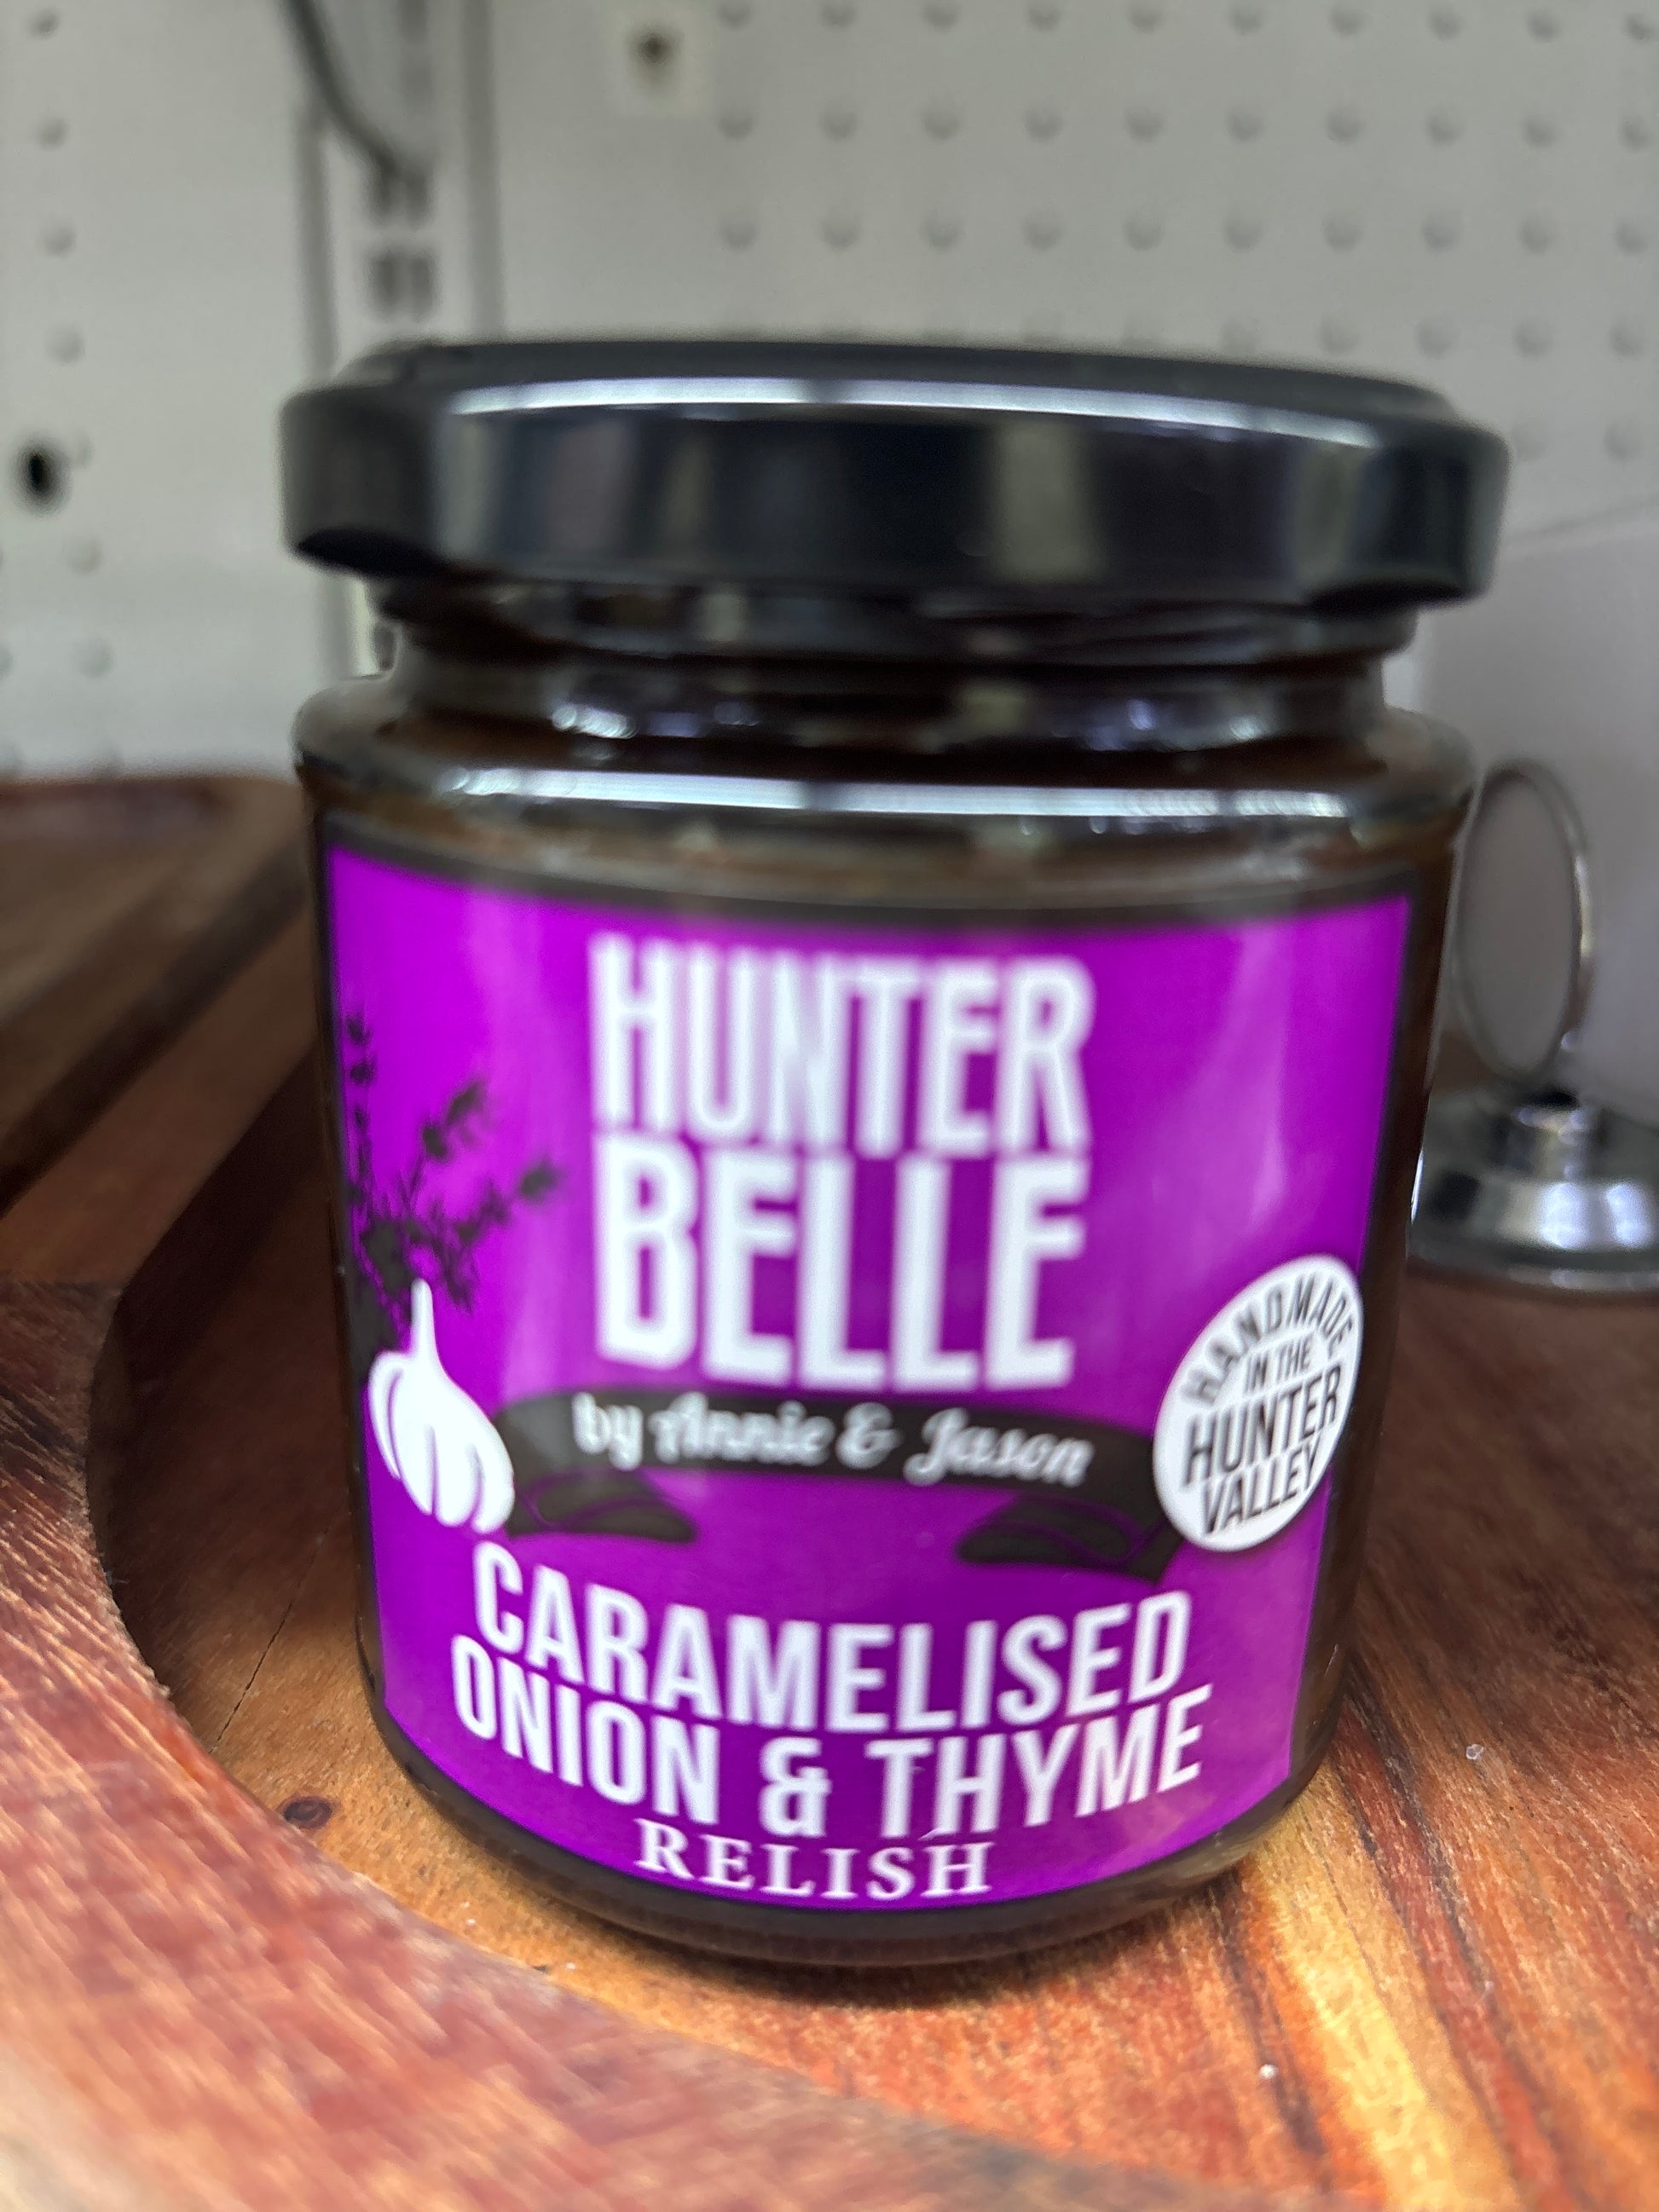 HUNTER
BELLE
by Annie & Jason
HANDMADE
IN THE
HUNTER
VALLEY
CARAMELISED
ONION & THYME
RELISH